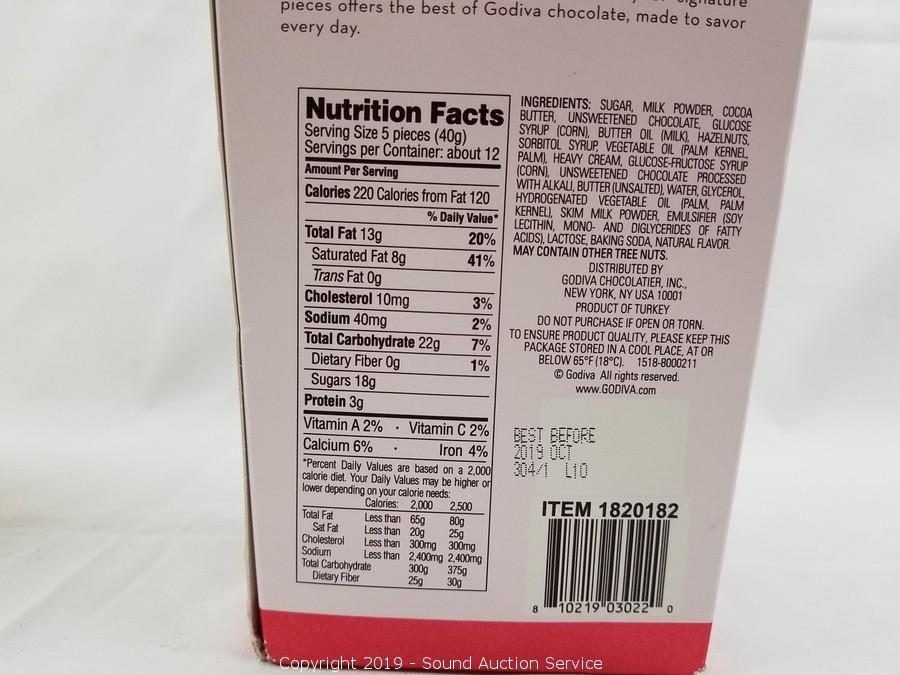 pieces offers the best of Godiva chocolate, made to savor
every day.
Nutrition Facts
Serving Size 5 pieces (40g)
Servings per Container: about 12
Amount Per Serving
Calories 220 Calories from Fat 120
% Daily Value*
Total Fat 13g 20%
Saturated Fat 8g 41%
Trans Fat 0g
Cholesterol 10mg 3%
Sodium 40mg 2%
Total Carbohydrate 22g 7%
Dietary Fiber 0g 1%
Sugars 18g
Protein 3g
Vitamin A 2% · Vitamin C 2%
Calcium 6% · Iron 4%
*Percent Daily Values are based on a 2,000
calorie diet. Your Daily Values may be higher or
lower depending on your calorie needs:
Calories: 2,000 2,500
Total Fat Less than 65g 80g
Sat Fat Less than 20g 25g
Cholesterol Less than 300mg 300mg
Sodium Less than 2,400mg 2,400mg
Total Carbohydrate 300g 375g
Dietary Fiber 25g 30g
INGREDIENTS: SUGAR, MILK POWDER, COCOA
BUTTER, UNSWEETENED CHOCOLATE, GLUCOSE
SYRUP (CORN), BUTTER OIL (MILK), HAZELNUTS,
SORBITOL SYRUP, VEGETABLE OIL (PALM KERNEL,
PALM), HEAVY CREAM, GLUCOSE-FRUCTOSE SYRUP
(CORN), UNSWEETENED CHOCOLATE PROCESSED
WITH ALKALI, BUTTER (UNSALTED), WATER, GLYCEROL,
HYDROGENATED VEGETABLE OIL (PALM, PALM
KERNEL), SKIM MILK POWDER, EMULSIFIER (SOY
LECITHIN, MONO- AND DIGLYCERIDES OF FATTY
ACIDS), LACTOSE, BAKING SODA, NATURAL FLAVOR.
MAY CONTAIN OTHER TREE NUTS.
DISTRIBUTED BY
GODIVA CHOCOLATIER, INC.,
NEW YORK, NY USA 10001
PRODUCT OF TURKEY
DO NOT PURCHASE IF OPEN OR TORN.
TO ENSURE PRODUCT QUALITY, PLEASE KEEP THIS
PACKAGE STORED IN A COOL PLACE, AT OR
BELOW 65°F (18°C). 1518-8000211
© Godiva All rights reserved.
www.GODIVA.com
BEST BEFORE
2019 OCT
304/1 L10
ITEM 1820182
8 10219 03022 0
Copyright 2019 - Sound Auction Service